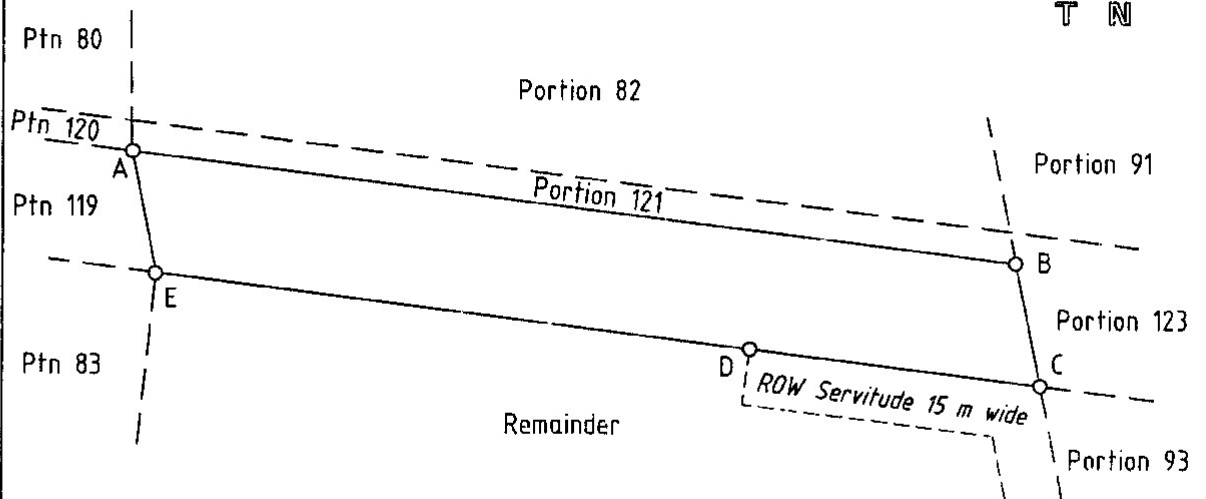 T N
Ptn 80
Portion 82
Ptn 120
A
Portion 91
Portion 121
Ptn 119
B
E
Portion 123
Ptn 83
D
C
ROW Servitude 15 m wide
Remainder
Portion 93